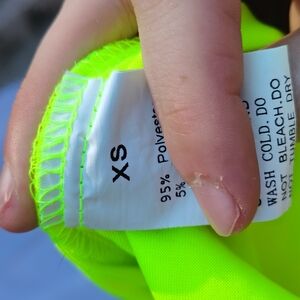 XS
95% Polyest
5%
WASH COLD.DO
NOT BLEACH.DO
NOT TUMBLE DRY